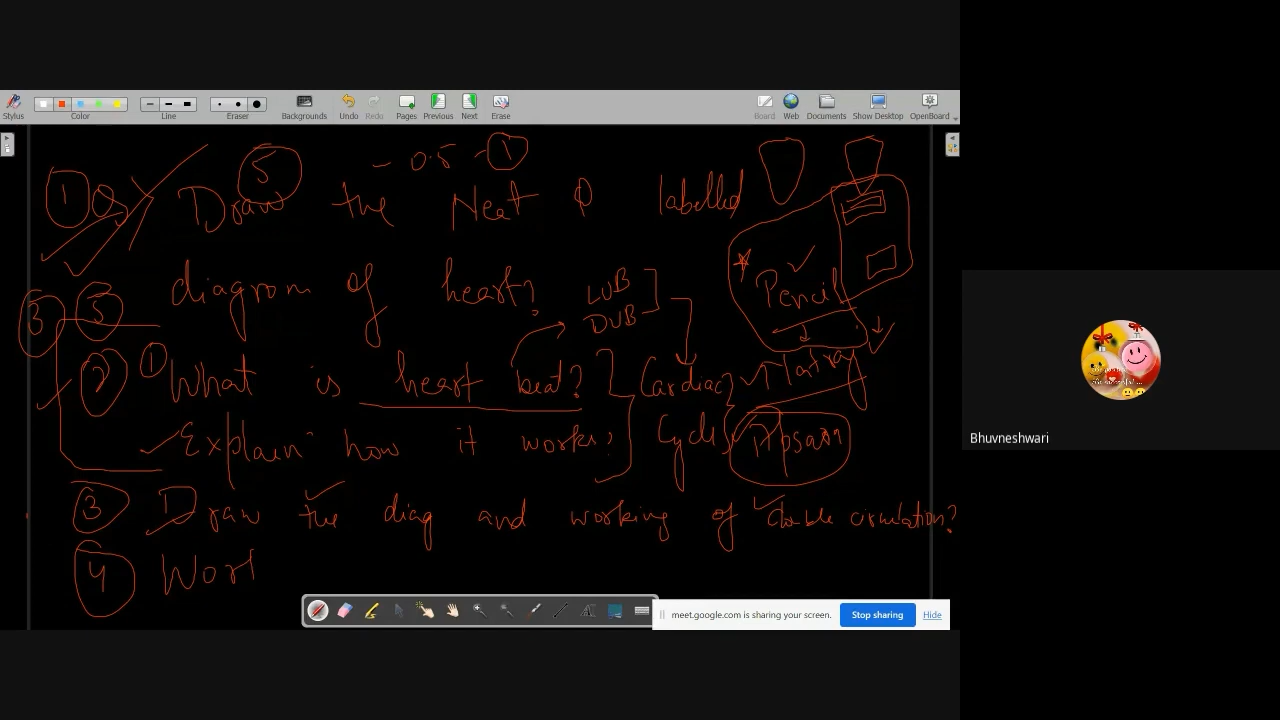 Stylus Color Line Eraser Backgrounds Undo Redo Pages Previous Next Erase Board Web Documents Show Desktop OpenBoard
- 0.5 - 1
1 Q Draw 5 the Neat & labelled
diagram of heart? LUB
5 DUB
* Pencil
3
2 1 What is heart beat? [ Cardiac
Explain how it works? Cycle Apsara
3 Draw the diag and working of double circulation?
4 Work
meet.google.com is sharing your screen. Stop sharing Hide
Bhuvneshwari